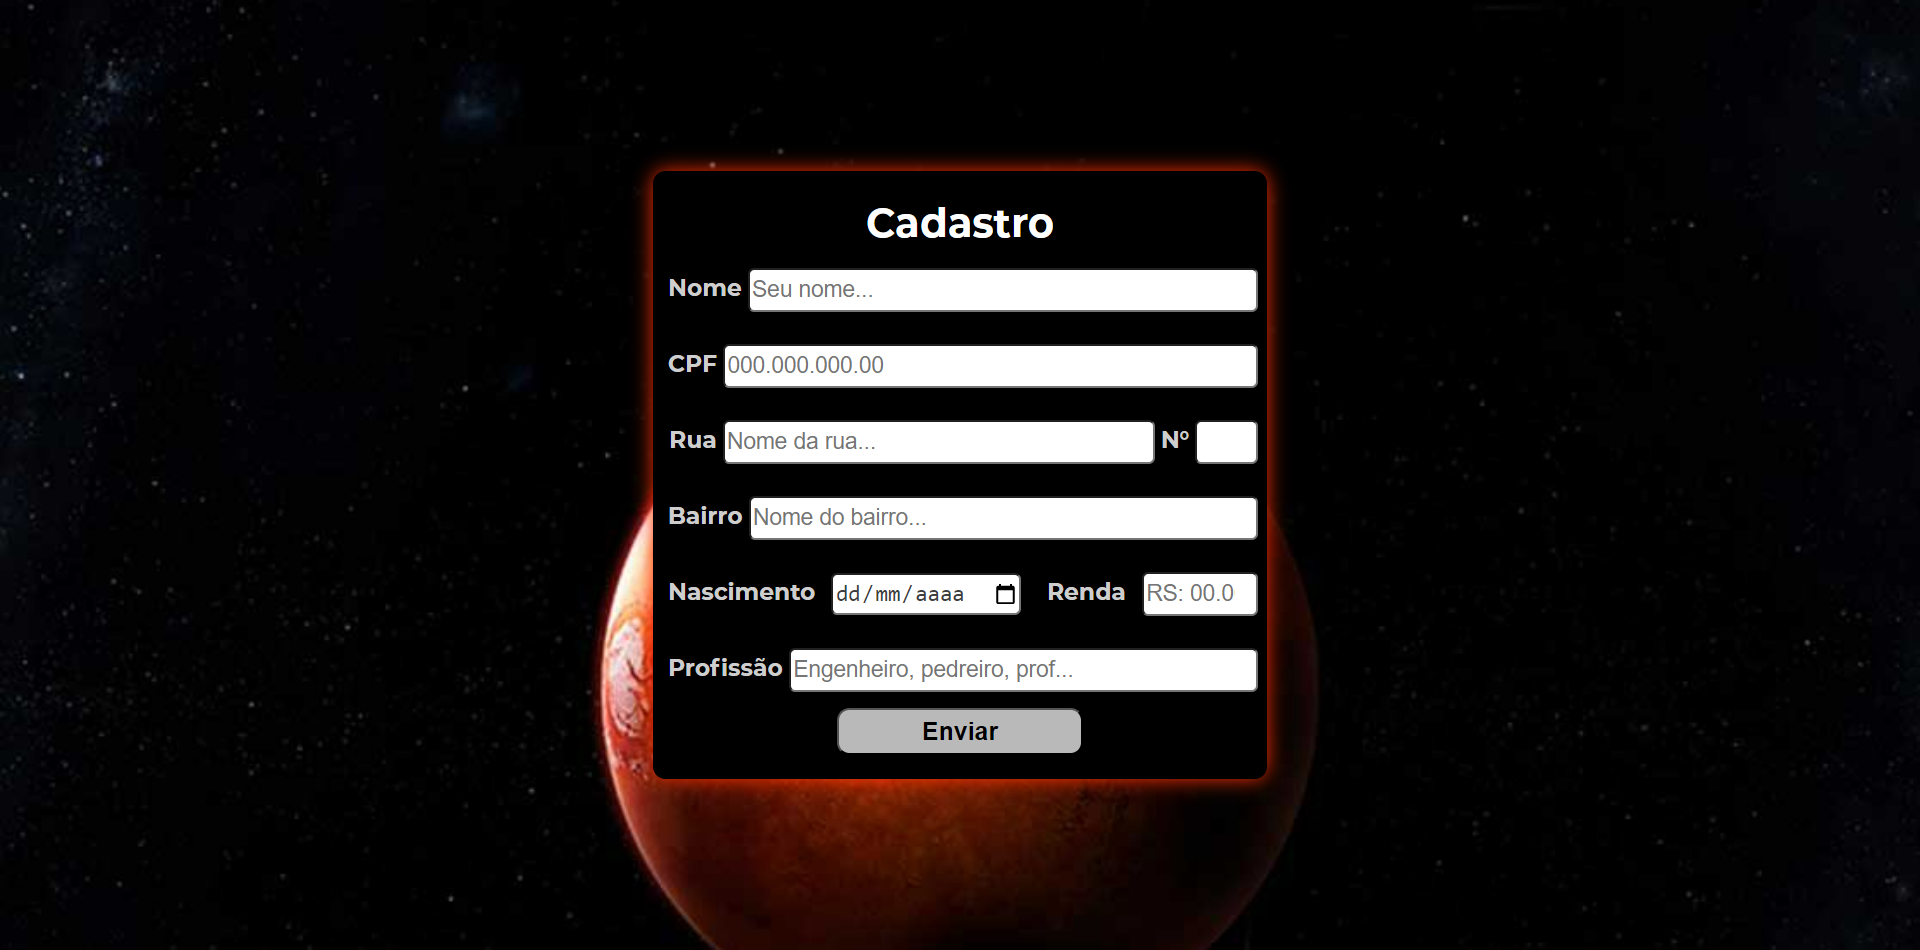 Cadastro
Nome Seu nome...
CPF 000.000.000.00
Rua Nome da rua... Nº
Bairro Nome do bairro...
Nascimento dd/mm/aaaa Renda RS: 00.0
Profissão Engenheiro, pedreiro, prof...
Enviar